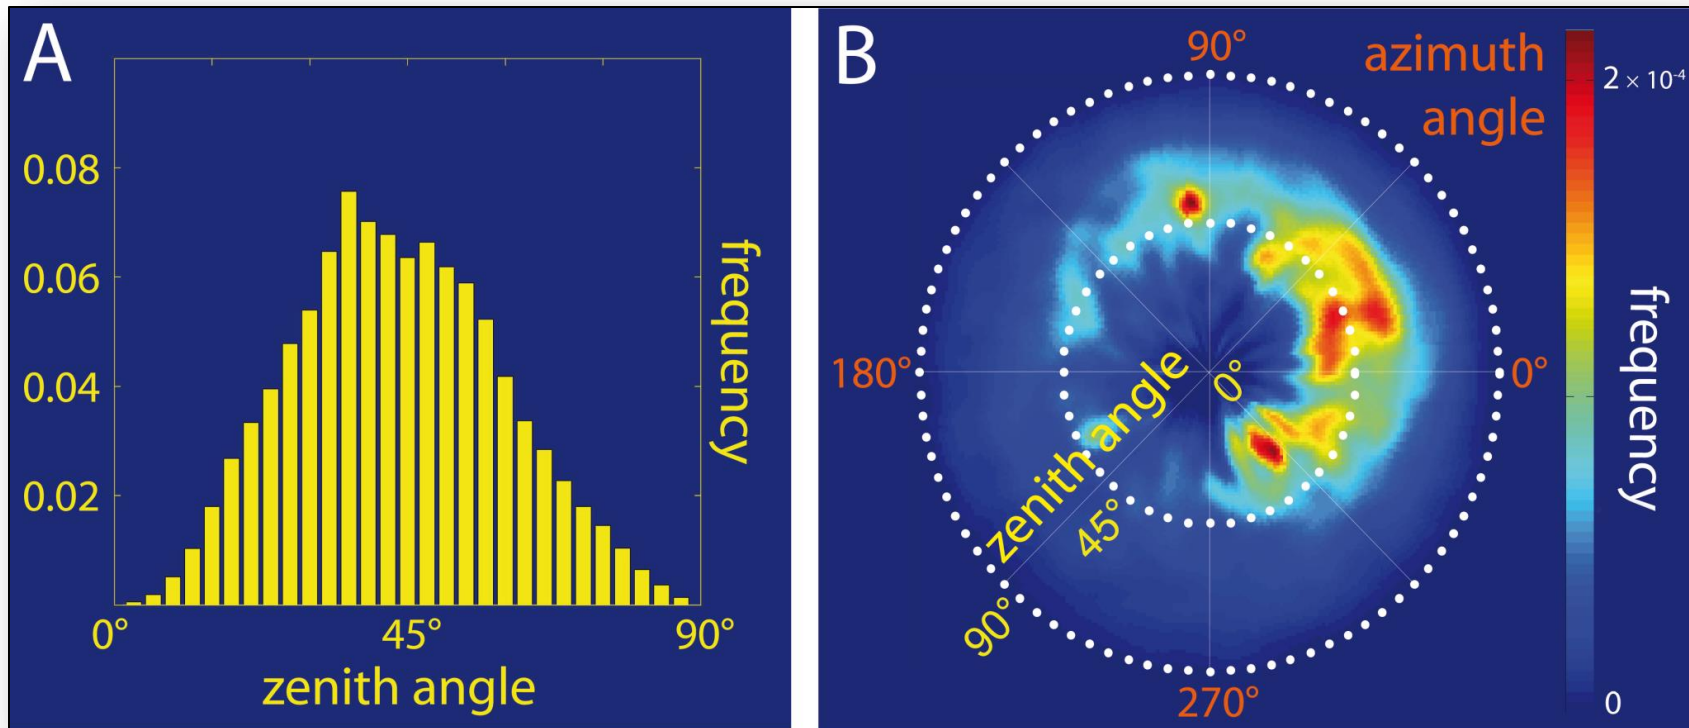 A
0.08
0.06
0.04
0.02
0°
45°
90°
zenith angle
frequency
B
90°
azimuth
angle
180°
0°
270°
zenith angle
0°
45°
90°
2 × 10⁻⁴
frequency
0